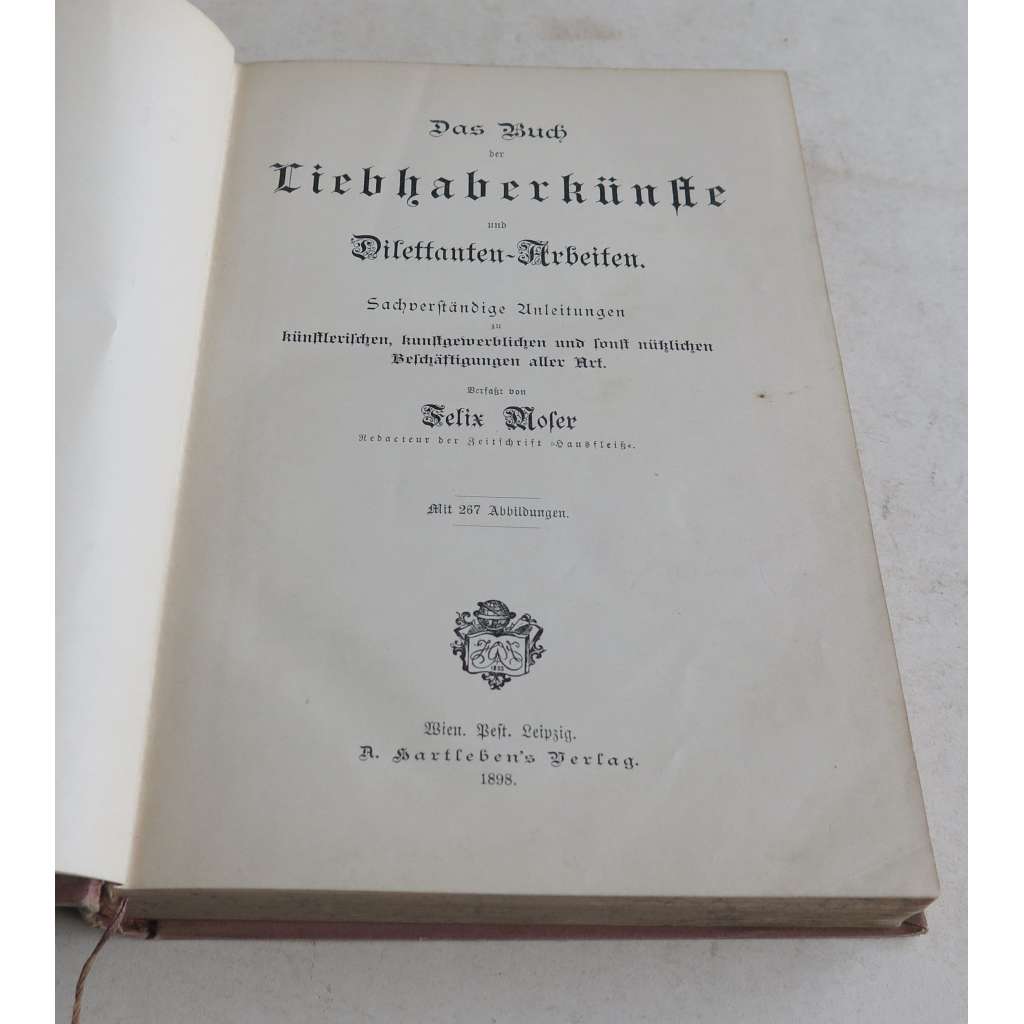 Das Buch
der
Liebhaberkünste
und
Dilettanten-Arbeiten.
Sachverständige Anleitungen
zu
künstlerischen, kunstgewerblichen und sonst nützlichen
Beschäftigungen aller Art.
Verfaßt von
Felix Moser
Redacteur der Zeitschrift »Hausfleiß«.
Mit 267 Abbildungen.
Wien. Pest. Leipzig.
A. Hartleben's Verlag.
1898.